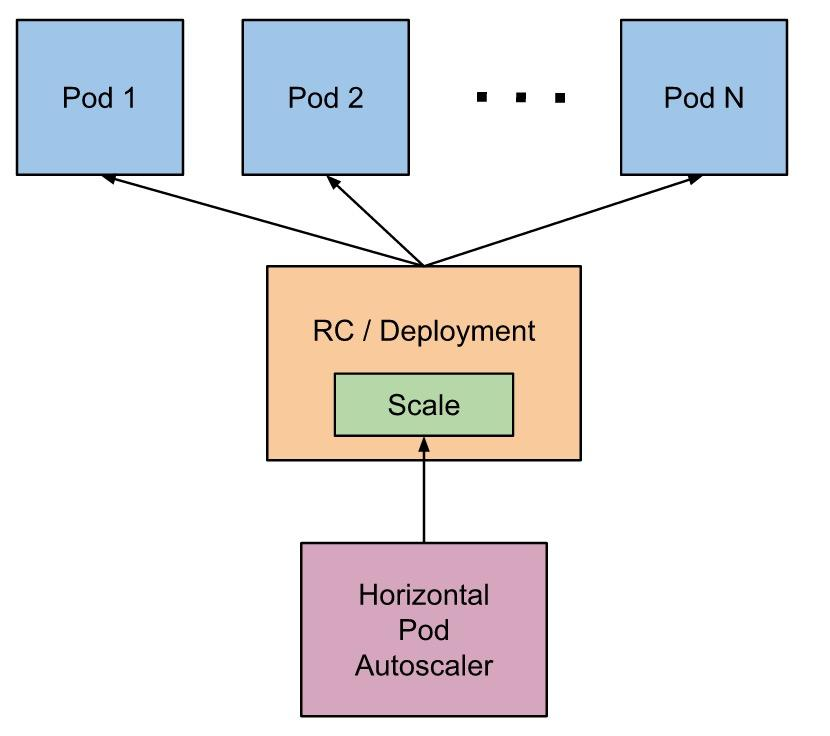 Pod 1
Pod 2
. . .
Pod N
RC / Deployment
Scale
Horizontal
Pod
Autoscaler